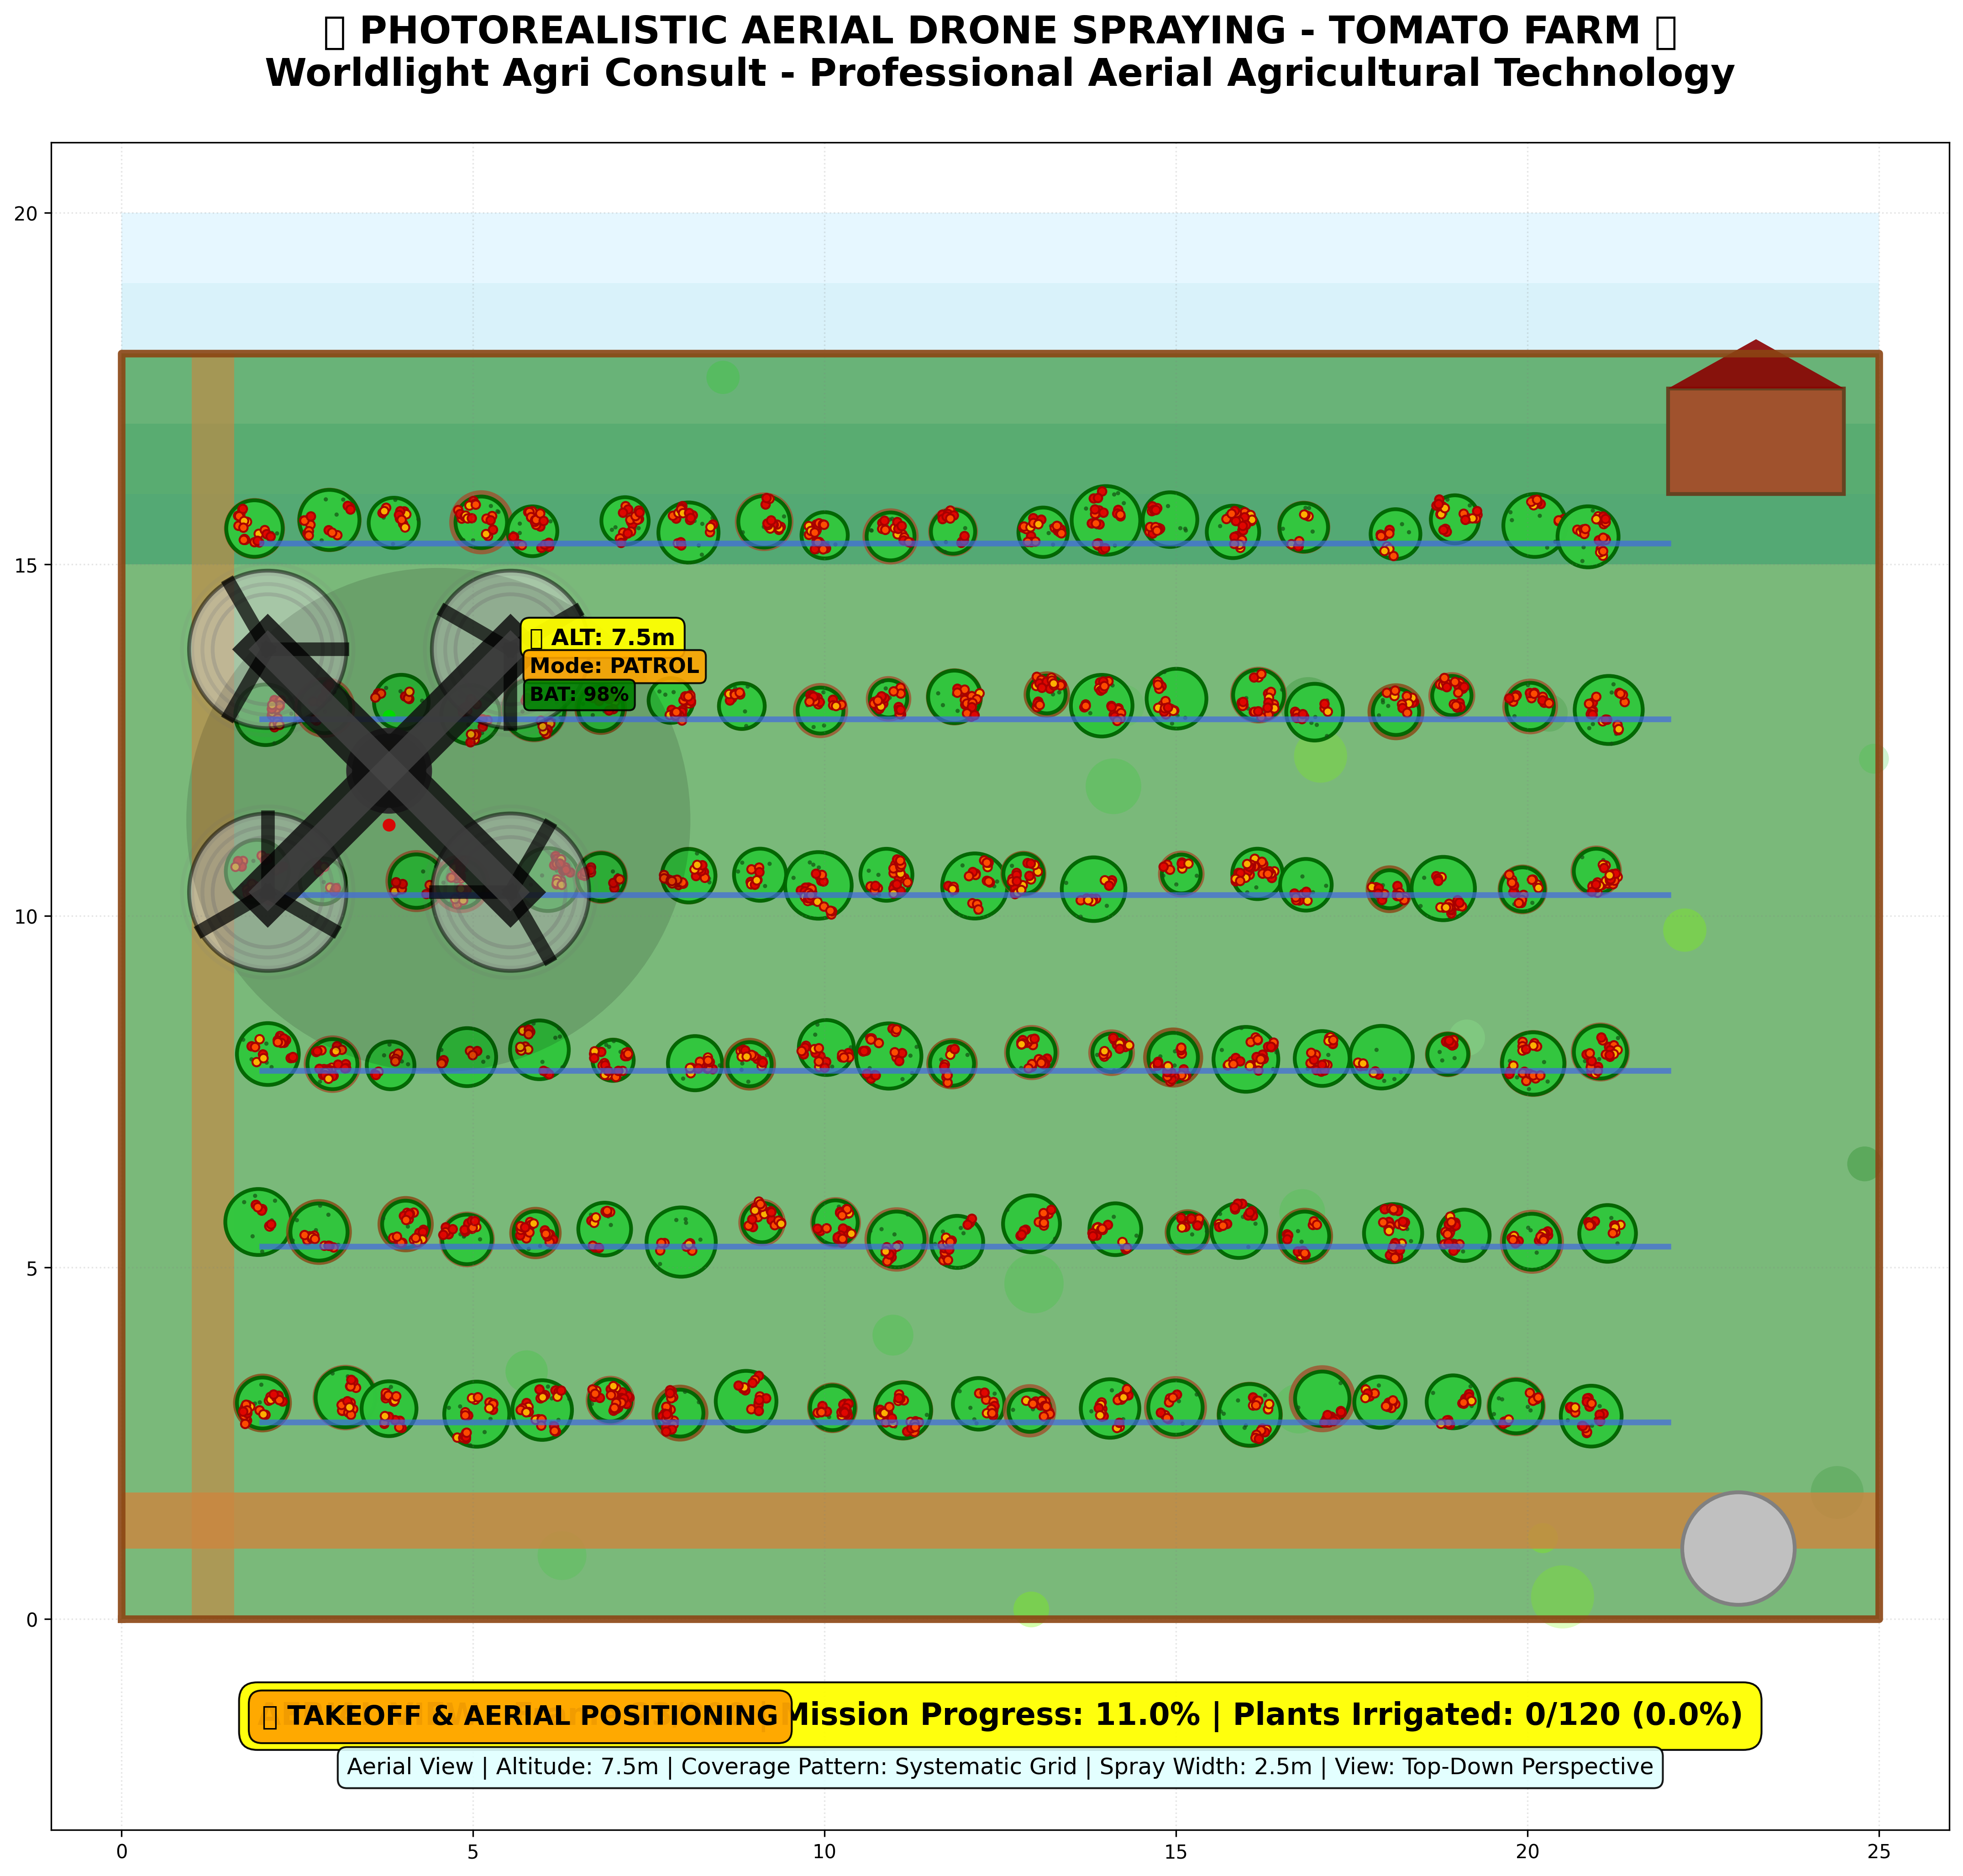 PHOTOREALISTIC AERIAL DRONE SPRAYING - TOMATO FARM
Worldlight Agri Consult - Professional Aerial Agricultural Technology
20
15
10
5
0
ALT: 7.5m
Mode: PATROL
BAT: 98%
0
5
10
15
20
25
TAKEOFF & AERIAL POSITIONING
| Mission Progress: 11.0% | Plants Irrigated: 0/120 (0.0%)
Aerial View | Altitude: 7.5m | Coverage Pattern: Systematic Grid | Spray Width: 2.5m | View: Top-Down Perspective